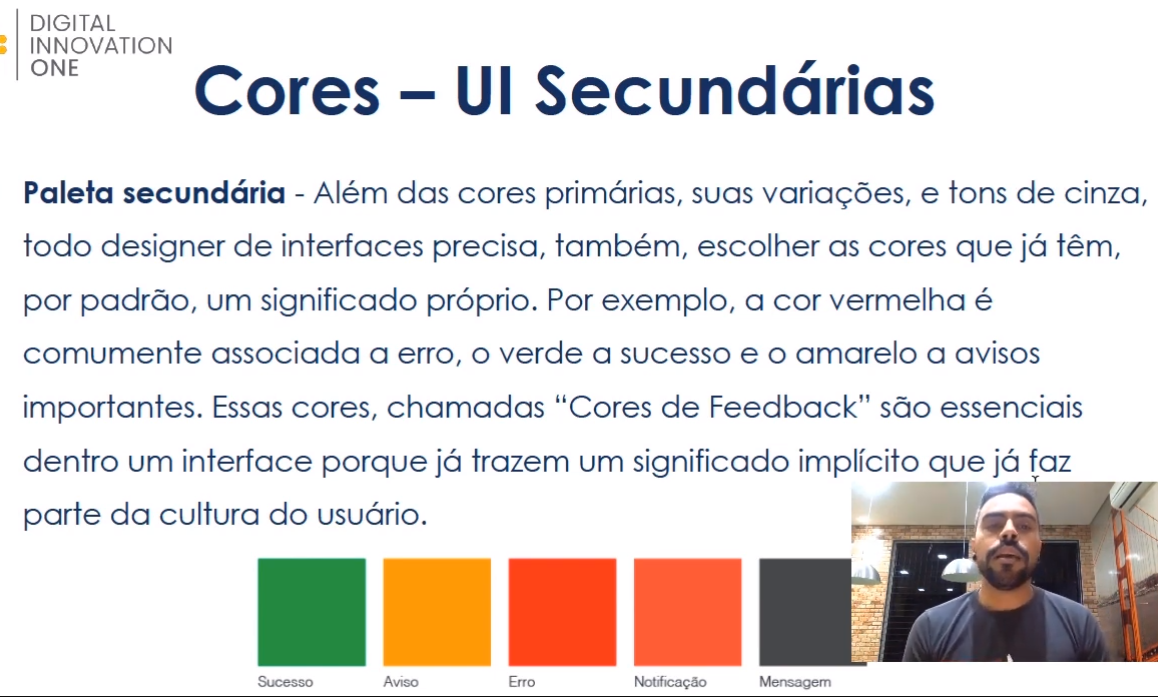 DIGITAL
INNOVATION
ONE
Cores – UI Secundárias
Paleta secundária - Além das cores primárias, suas variações, e tons de cinza,
todo designer de interfaces precisa, também, escolher as cores que já têm,
por padrão, um significado próprio. Por exemplo, a cor vermelha é
comumente associada a erro, o verde a sucesso e o amarelo a avisos
importantes. Essas cores, chamadas “Cores de Feedback” são essenciais
dentro um interface porque já trazem um significado implícito que já faz
parte da cultura do usuário.
Sucesso
Aviso
Erro
Notificação
Mensagem